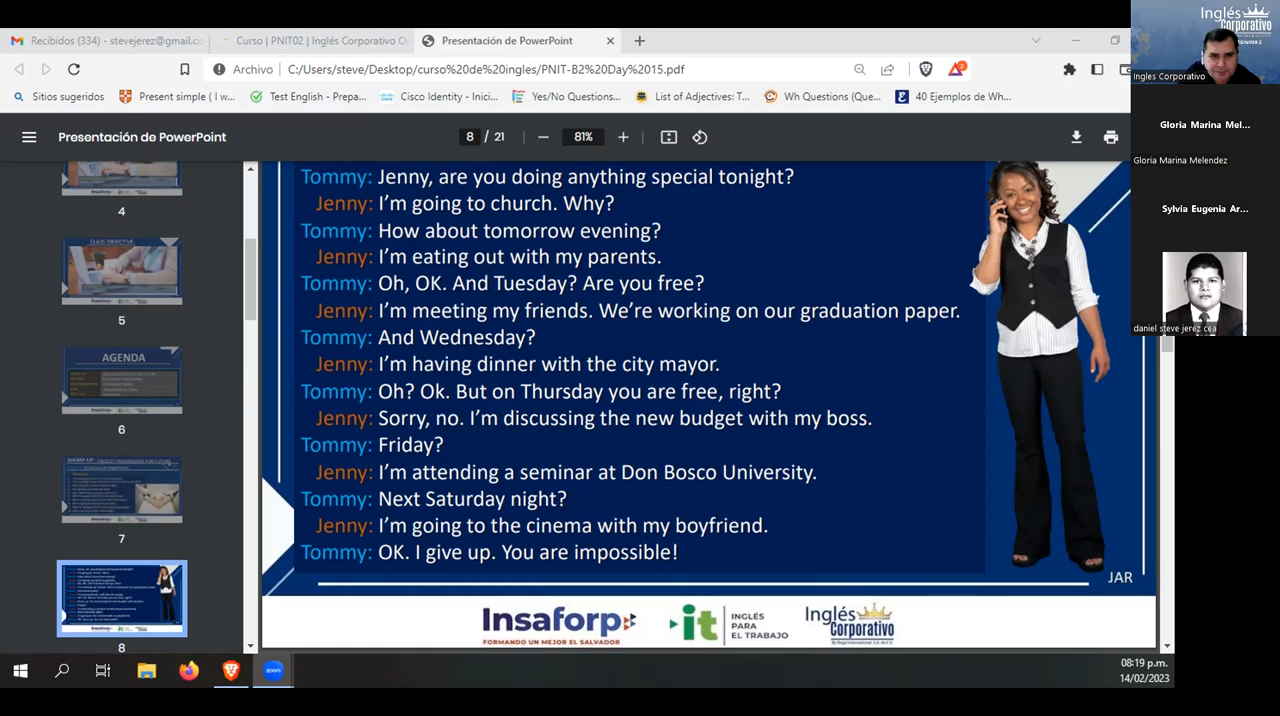 Recibidos (334) - stevejerez@gmail.co
Curso | PNIT02 | Inglés Corporativo O
Presentación de PowerPoint
Archivo
C:/Users/steve/Desktop/curso%20de%20ingles/PNIT-B2%20Day%2015.pdf
2
Sitios sugeridos
Present simple ( I w...
Test English - Prepa...
Cisco Identity - Inici...
Yes/No Questions...
List of Adjectives: T...
Wh Questions (Que...
40 Ejemplos de Wh...
Presentación de PowerPoint
8 / 21
81%
4
CLASS OBJECTIVE
5
AGENDA
6
7
8
Tommy: Jenny, are you doing anything special tonight?
Jenny: I'm going to church. Why?
Tommy: How about tomorrow evening?
Jenny: I'm eating out with my parents.
Tommy: Oh, OK. And Tuesday? Are you free?
Jenny: I'm meeting my friends. We're working on our graduation paper.
Tommy: And Wednesday?
Jenny: I'm having dinner with the city mayor.
Tommy: Oh? Ok. But on Thursday you are free, right?
Jenny: Sorry, no. I'm discussing the new budget with my boss.
Tommy: Friday?
Jenny: I'm attending a seminar at Don Bosco University.
Tommy: Next Saturday night?
Jenny: I'm going to the cinema with my boyfriend.
Tommy: OK. I give up. You are impossible!
JAR
Insaforp
FORMANDO UN MEJOR EL SALVADOR
it
INGLÉS
PARA
EL TRABAJO
Inglés
Corporativo
Inglés
Corporativo
Ingles Corporativo
Gloria Marina Mel...
Gloria Marina Melendez
Sylvia Eugenia Ar...
daniel steve jerez cea
zoom
08:19 p.m.
14/02/2023